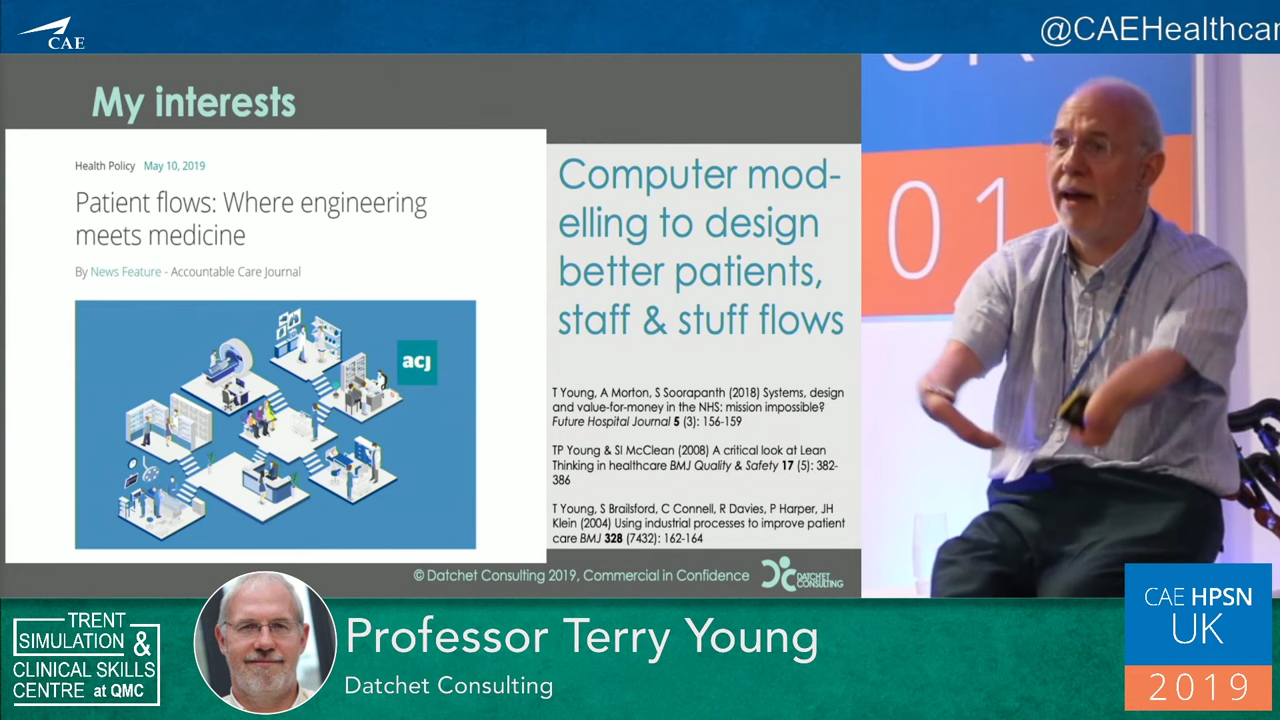 CAE
@CAEHealthcar
My interests
Health Policy May 10, 2019
Patient flows: Where engineering
meets medicine
By News Feature - Accountable Care Journal
acj
Computer mod-
elling to design
better patients,
staff & stuff flows
T Young, A Morton, S Soorapanth (2018) Systems, design
and value-for-money in the NHS: mission impossible?
Future Hospital Journal 5 (3): 156-159
TP Young & SI McClean (2008) A critical look at Lean
Thinking in healthcare BMJ Quality & Safety 17 (5): 382-
386
T Young, S Brailsford, C Connell, R Davies, P Harper, JH
Klein (2004) Using industrial processes to improve patient
care BMJ 328 (7432): 162-164
© Datchet Consulting 2019, Commercial in Confidence
DATCHET
CONSULTING
UK
01
TRENT
SIMULATION &
CLINICAL SKILLS
CENTRE at QMC
Professor Terry Young
Datchet Consulting
CAE HPSN
UK
2019